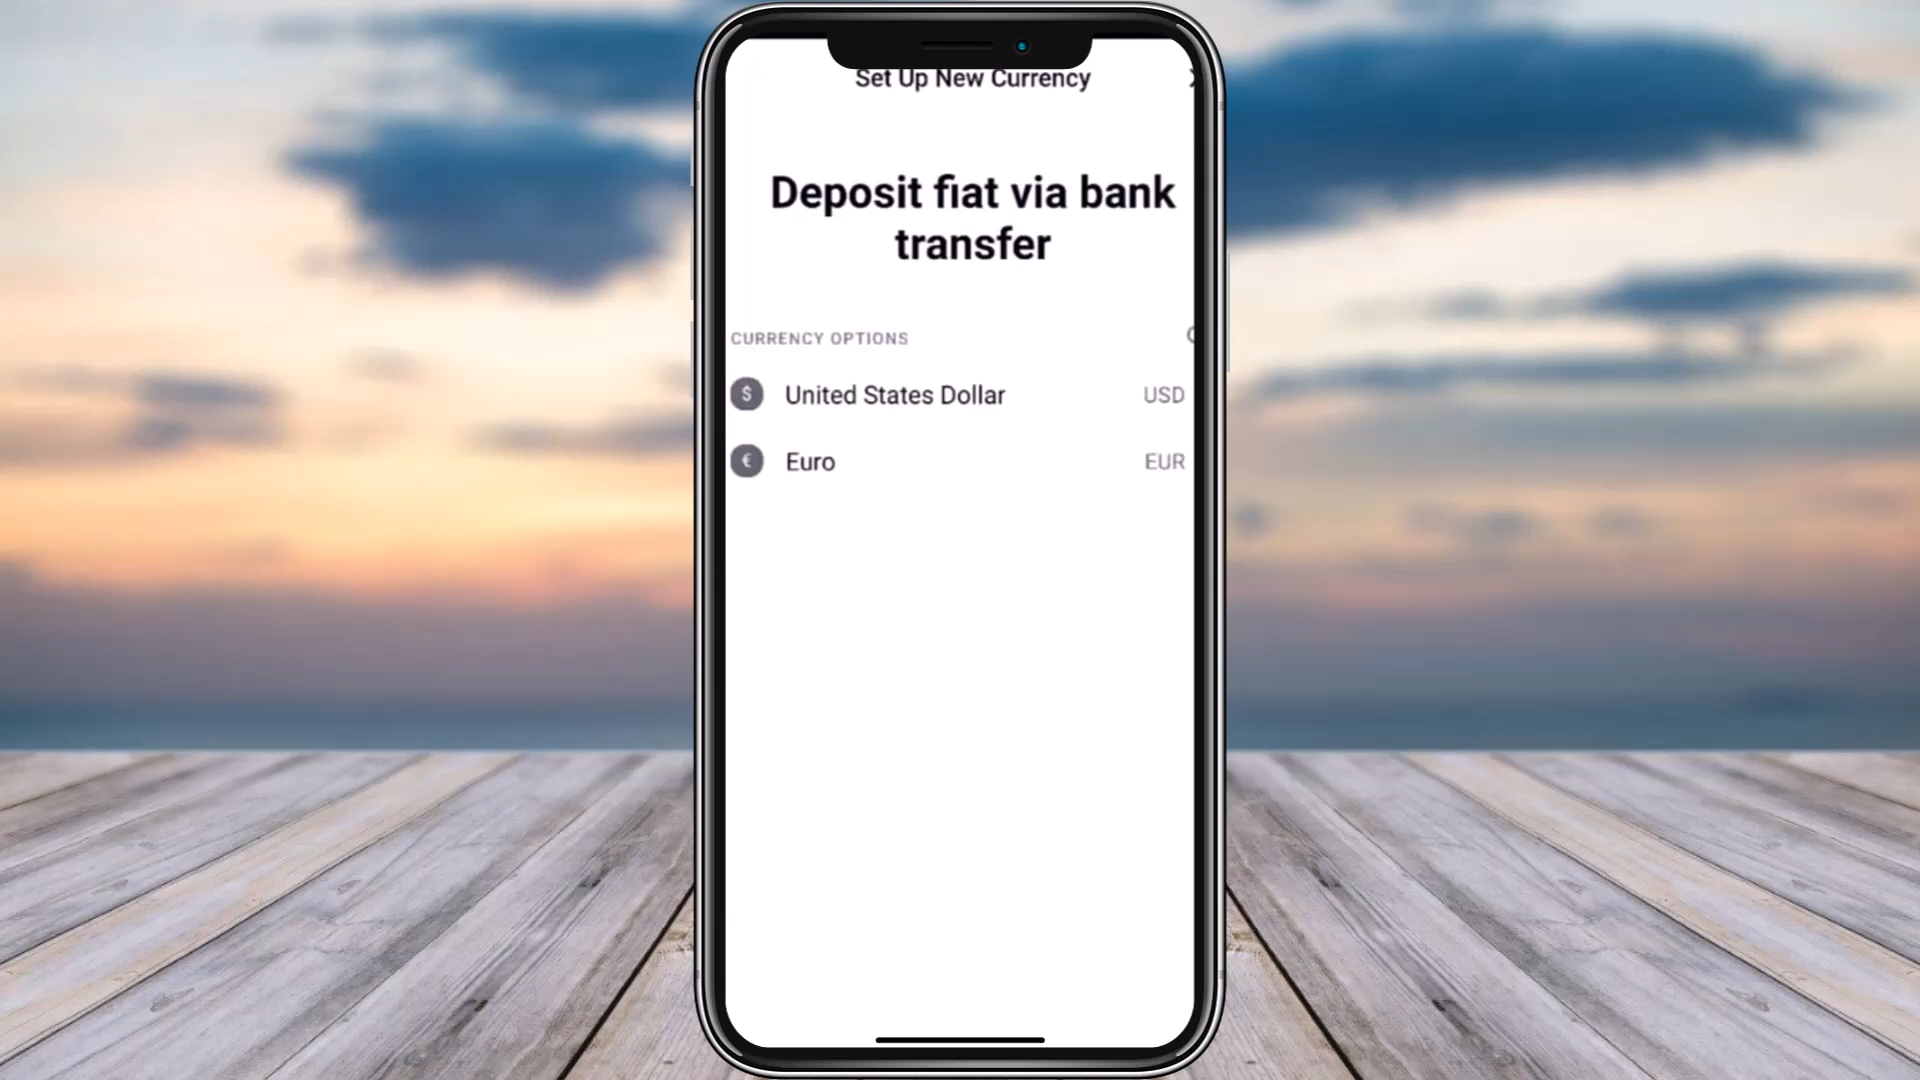 Set Up New Currency
Deposit fiat via bank
transfer
CURRENCY OPTIONS
$ United States Dollar USD
€ Euro EUR